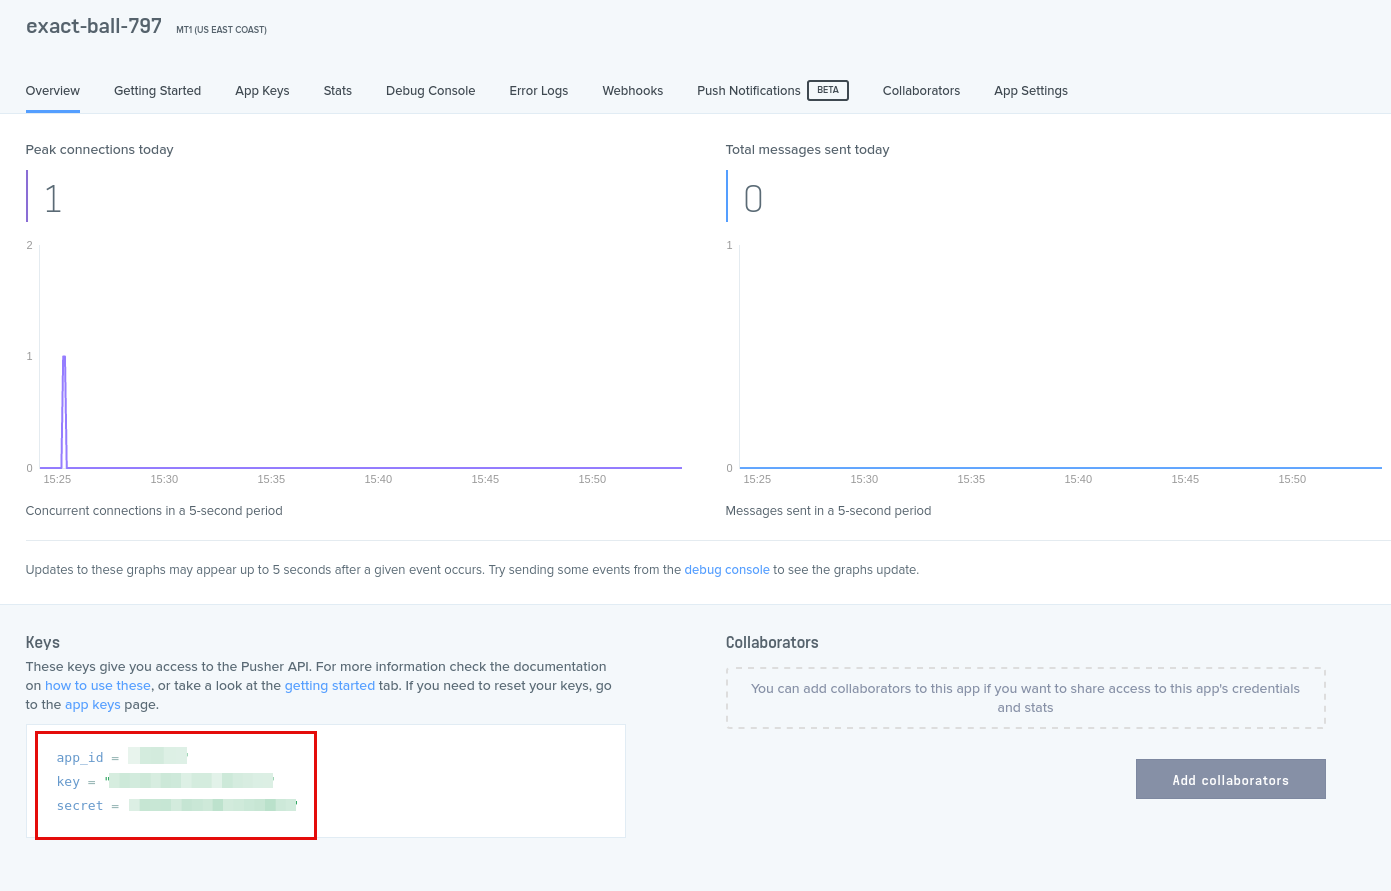 exact-ball-797 MT1 (US EAST COAST)
Overview Getting Started App Keys Stats Debug Console Error Logs Webhooks Push Notifications BETA Collaborators App Settings
Peak connections today
1
2
1
0
15:25 15:30 15:35 15:40 15:45 15:50
Concurrent connections in a 5-second period
Total messages sent today
0
1
0
15:25 15:30 15:35 15:40 15:45 15:50
Messages sent in a 5-second period
Updates to these graphs may appear up to 5 seconds after a given event occurs. Try sending some events from the debug console to see the graphs update.
Keys
These keys give you access to the Pusher API. For more information check the documentation
on how to use these, or take a look at the getting started tab. If you need to reset your keys, go
to the app keys page.
app_id =
key = "
secret =
Collaborators
You can add collaborators to this app if you want to share access to this app's credentials
and stats
Add collaborators